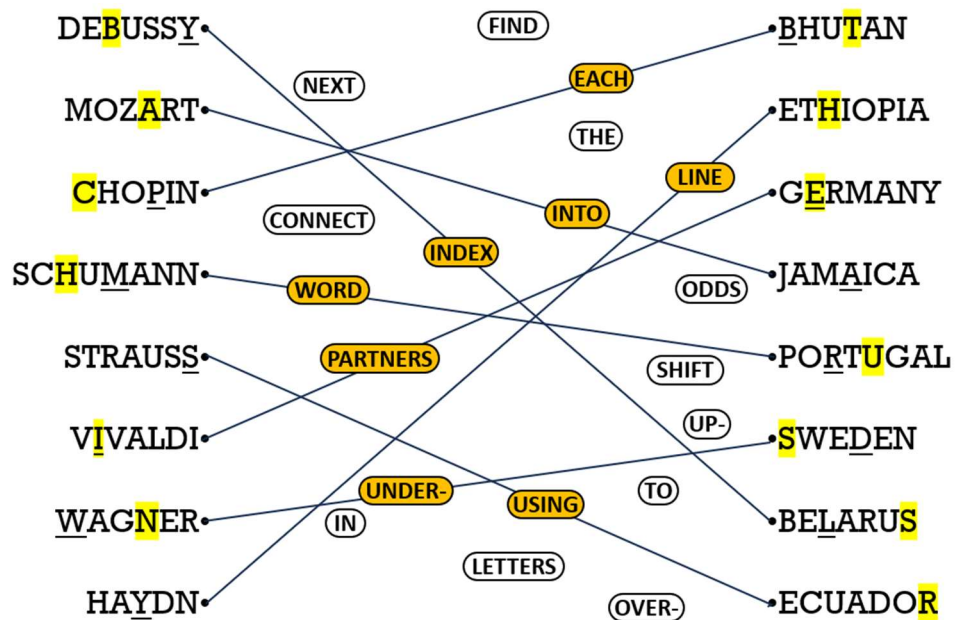 DEBUSSY
FIND
BHUTAN
NEXT
EACH
MOZART
THE
ETHIOPIA
LINE
CHOPIN
CONNECT
INTO
GERMANY
INDEX
SCHUMANN
WORD
ODDS
JAMAICA
STRAUSS
PARTNERS
SHIFT
PORTUGAL
VIVALDI
UP-
SWEDEN
UNDER-
USING
TO
WAGNER
IN
BELARUS
LETTERS
HAYDN
OVER-
ECUADOR